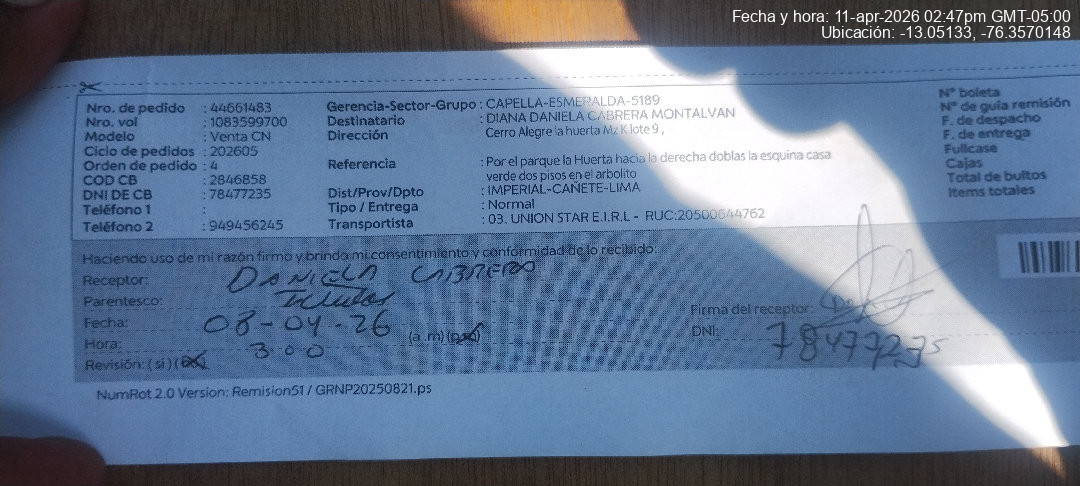 Fecha y hora: 11-apr-2026 02:47pm GMT-05:00
Ubicación: -13.05133, -76.3570148
Nro. de pedido : 44661483
Nro. vol : 1083599700
Modelo : Venta CN
Ciclo de pedidos : 202605
Orden de pedido : 4
COD CB : 2846858
DNI DE CB : 78477235
Teléfono 1 :
Teléfono 2 : 949456245
Gerencia-Sector-Grupo : CAPELLA-ESMERALDA-5189
Destinatario : DIANA DANIELA CABRERA MONTALVAN
Dirección Cerro Alegre la huerta Mz K lote 9 ,
Referencia : Por el parque la Huerta hacia la derecha doblas la esquina casa
verde dos pisos en el arbolito
Dist/Prov/Dpto : IMPERIAL-CAÑETE-LIMA
Tipo / Entrega : Normal
Transportista : 03. UNION STAR E.I.R.L - RUC:20500644762
N° boleta
N° de guía remisión
F. de despacho
F. de entrega
Fullcase
Cajas
Total de bultos
Items totales
Haciendo uso de mi razón firmo y brindo mi consentimiento y conformidad de lo recibido:
Receptor: DANIELA CABRERA
Parentesco: Titular
Fecha: 08-04-26
Hora: 3:00 (a.m) (p.m)
Revisión: (si) (no)
Firma del receptor:
DNI: 78477235
NumRot 2.0 Version: Remision51 / GRNP20250821.ps